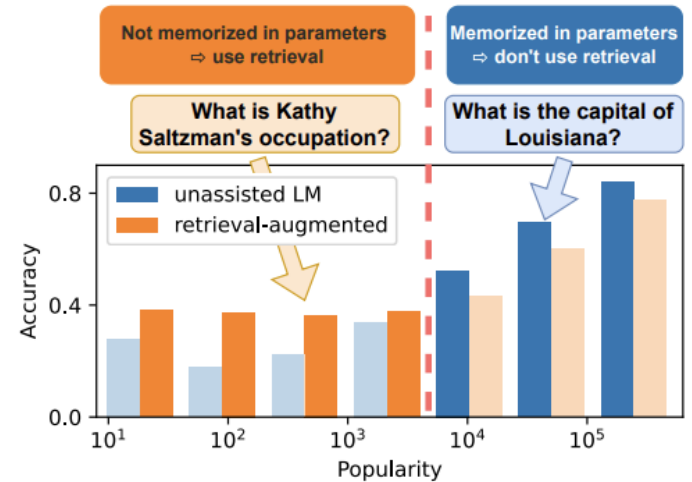 Not memorized in parameters
⇨ use retrieval
Memorized in parameters
⇨ don't use retrieval
What is Kathy
Saltzman's occupation?
What is the capital of
Louisiana?
unassisted LM
retrieval-augmented
Accuracy
0.8
0.4
0.0
10¹
10²
10³
10⁴
10⁵
Popularity